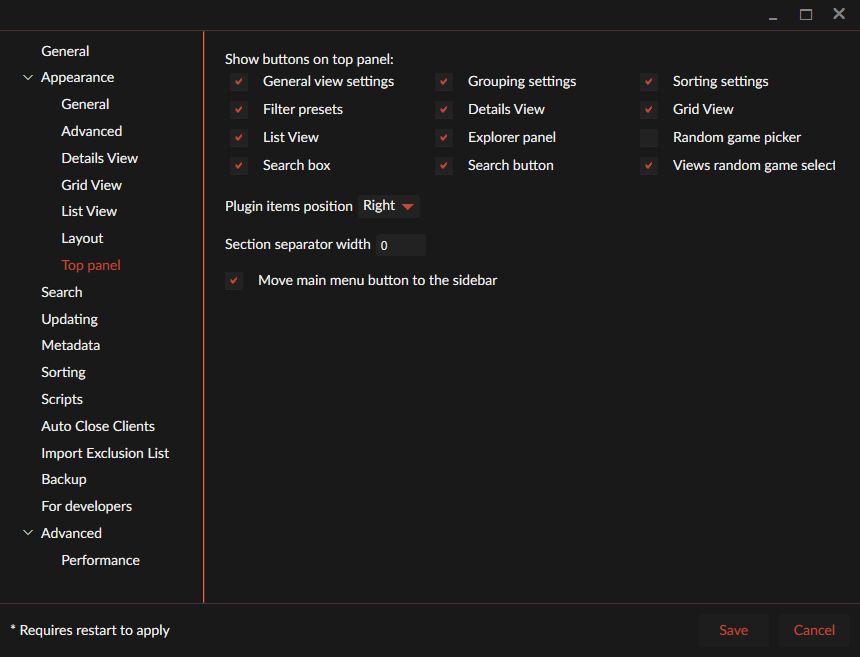 General
Appearance
General
Advanced
Details View
Grid View
List View
Layout
Top panel
Search
Updating
Metadata
Sorting
Scripts
Auto Close Clients
Import Exclusion List
Backup
For developers
Advanced
Performance
Show buttons on top panel:
General view settings Grouping settings Sorting settings
Filter presets Details View Grid View
List View Explorer panel Random game picker
Search box Search button Views random game select
Plugin items position Right
Section separator width 0
Move main menu button to the sidebar
* Requires restart to apply Save Cancel